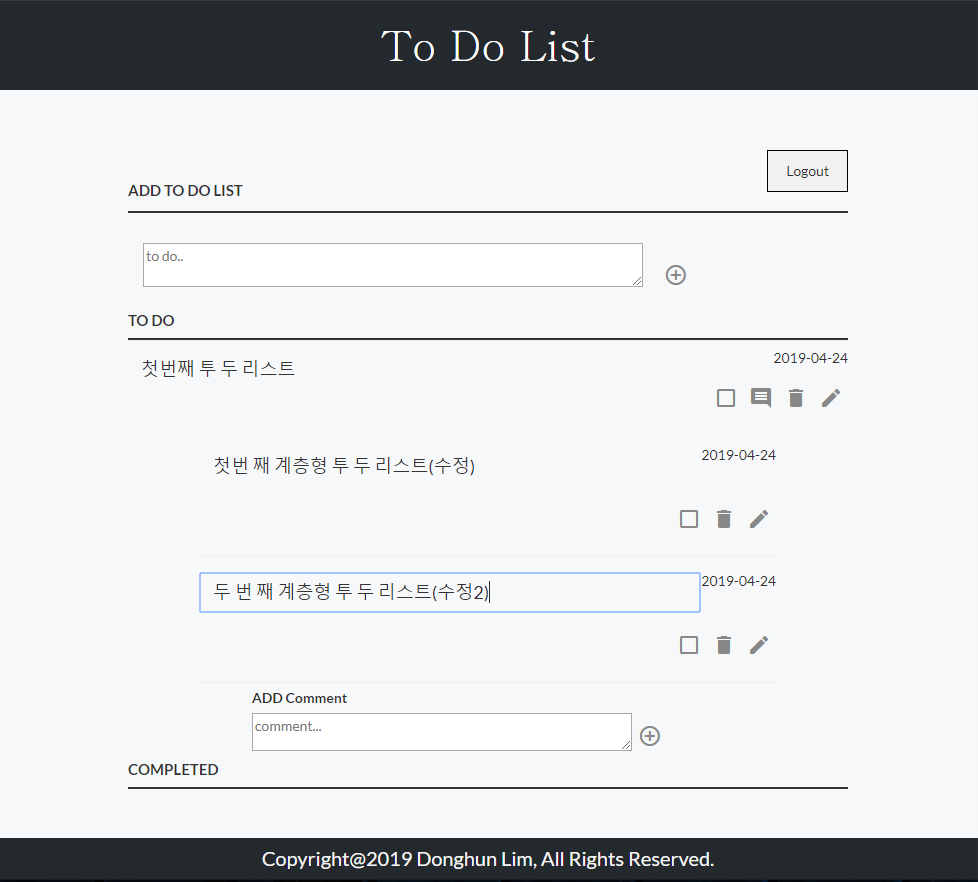 To Do List
Logout
ADD TO DO LIST
to do..
TO DO
첫번째 투 두 리스트
2019-04-24
첫번 째 계층형 투 두 리스트(수정)
2019-04-24
두 번 째 계층형 투 두 리스트(수정2)
2019-04-24
ADD Comment
comment...
COMPLETED
Copyright@2019 Donghun Lim, All Rights Reserved.